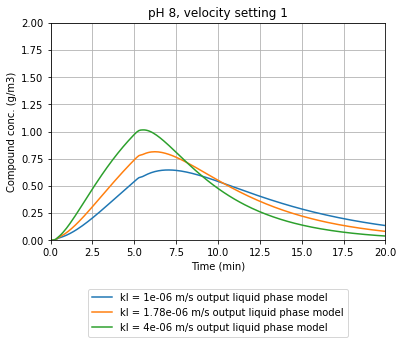 pH 8, velocity setting 1
2.00
1.75
1.50
1.25
1.00
0.75
0.50
0.25
0.00
Compound conc. (g/m3)
0.0 2.5 5.0 7.5 10.0 12.5 15.0 17.5 20.0
Time (min)
kl = 1e-06 m/s output liquid phase model
kl = 1.78e-06 m/s output liquid phase model
kl = 4e-06 m/s output liquid phase model